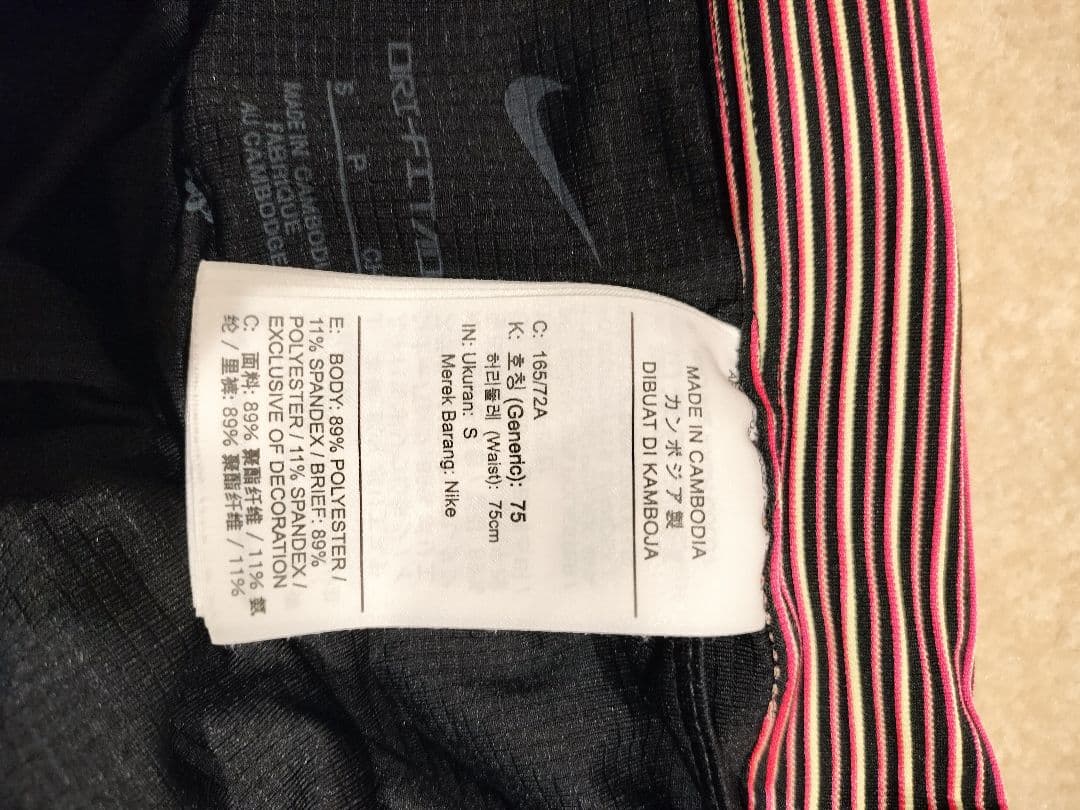 DRI-FIT/
S P
MADE IN CAMBODI
FABRIQUE
AU CAMBODGE
MADE IN CAMBODIA
カンボジア製
DIBUAT DI KAMBOJA
C: 165/72A
K: 호칭 (Generic): 75
허리둘레 (Waist): 75cm
IN: Ukuran: S
Merek Barang: Nike
E: BODY: 89% POLYESTER /
11% SPANDEX / BRIEF: 89%
POLYESTER / 11% SPANDEX /
EXCLUSIVE OF DECORATION
C: 面料: 89% 聚酯纤维 / 11% 氨
纶 / 里裤: 89% 聚酯纤维 / 11%